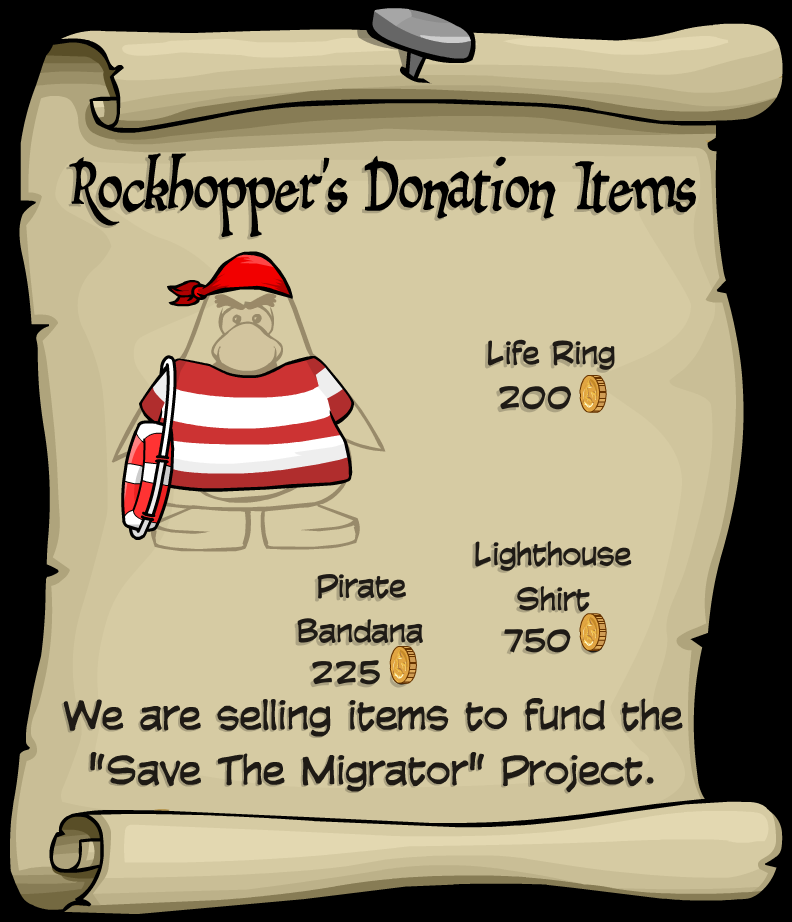 Rockhopper's Donation Items
Life Ring
200
Lighthouse
Shirt
750
Pirate
Bandana
225
We are selling items to fund the
"Save The Migrator" Project.